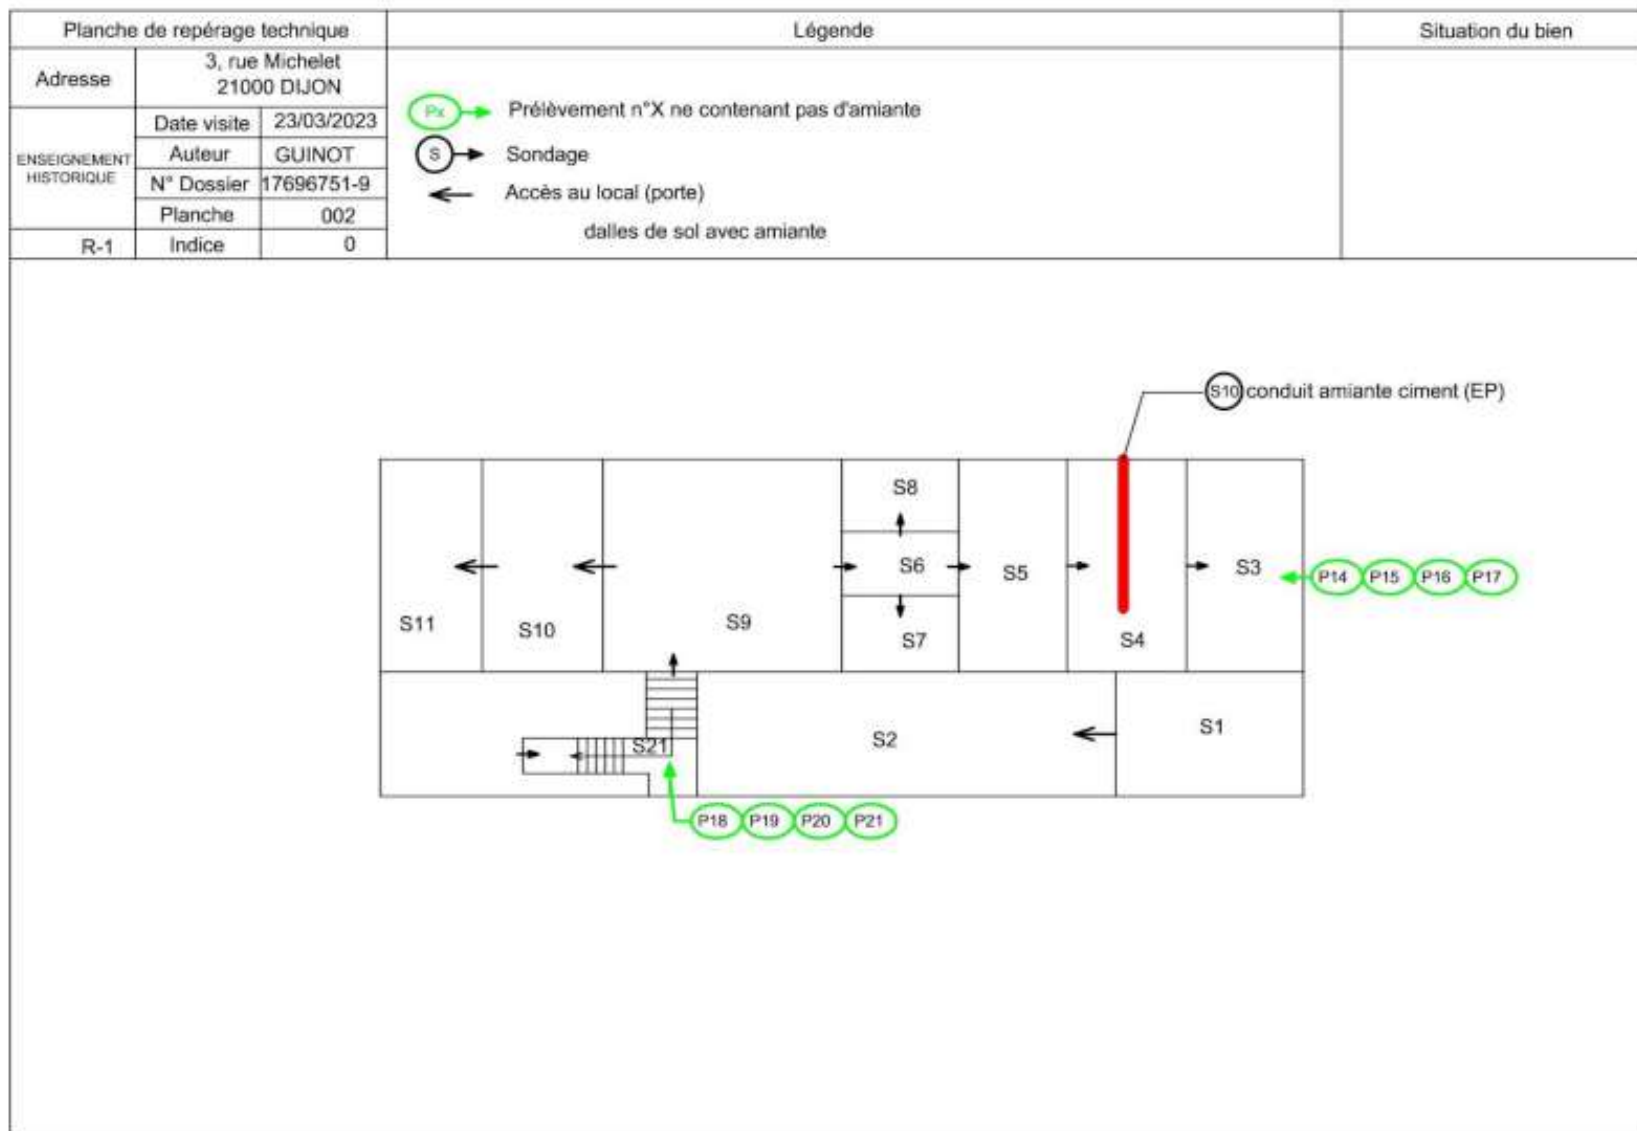 Planche de repérage technique
Légende
Situation du bien
Adresse
3, rue Michelet
21000 DIJON
ENSEIGNEMENT
HISTORIQUE
Date visite
23/03/2023
Auteur
GUINOT
N° Dossier
17696751-9
Planche
002
R-1
Indice
0
Px
Prélèvement n°X ne contenant pas d'amiante
S
Sondage
Accès au local (porte)
dalles de sol avec amiante
S10 conduit amiante ciment (EP)
S8
S6
S5
S3
P14 P15 P16 P17
S11
S10
S9
S7
S4
S21
S2
S1
P18 P19 P20 P21